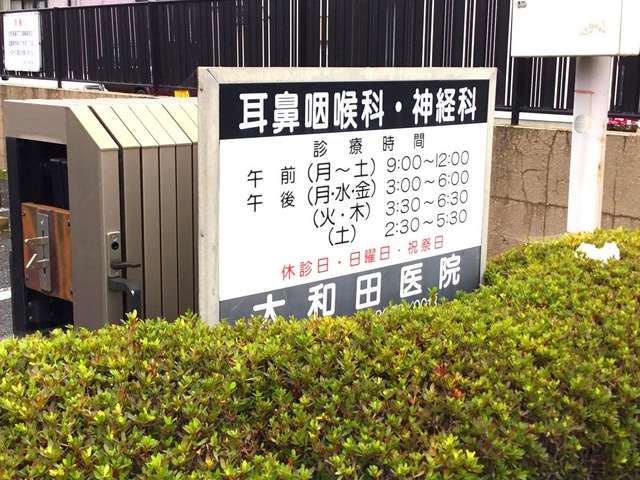 耳鼻咽喉科・神経科
診療時間
午前(月〜土) 9:00〜12:00
午後(月・水・金) 3:00〜6:00
(火・木) 3:30〜6:30
(土) 2:30〜5:30
休診日・日曜日・祝祭日
大和田医院